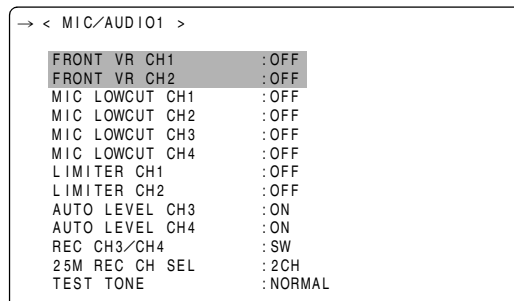 → < MIC/AUDIO1 >
FRONT VR CH1 :OFF
FRONT VR CH2 :OFF
MIC LOWCUT CH1 :OFF
MIC LOWCUT CH2 :OFF
MIC LOWCUT CH3 :OFF
MIC LOWCUT CH4 :OFF
LIMITER CH1 :OFF
LIMITER CH2 :OFF
AUTO LEVEL CH3 :ON
AUTO LEVEL CH4 :ON
REC CH3/CH4 :SW
25M REC CH SEL :2CH
TEST TONE :NORMAL